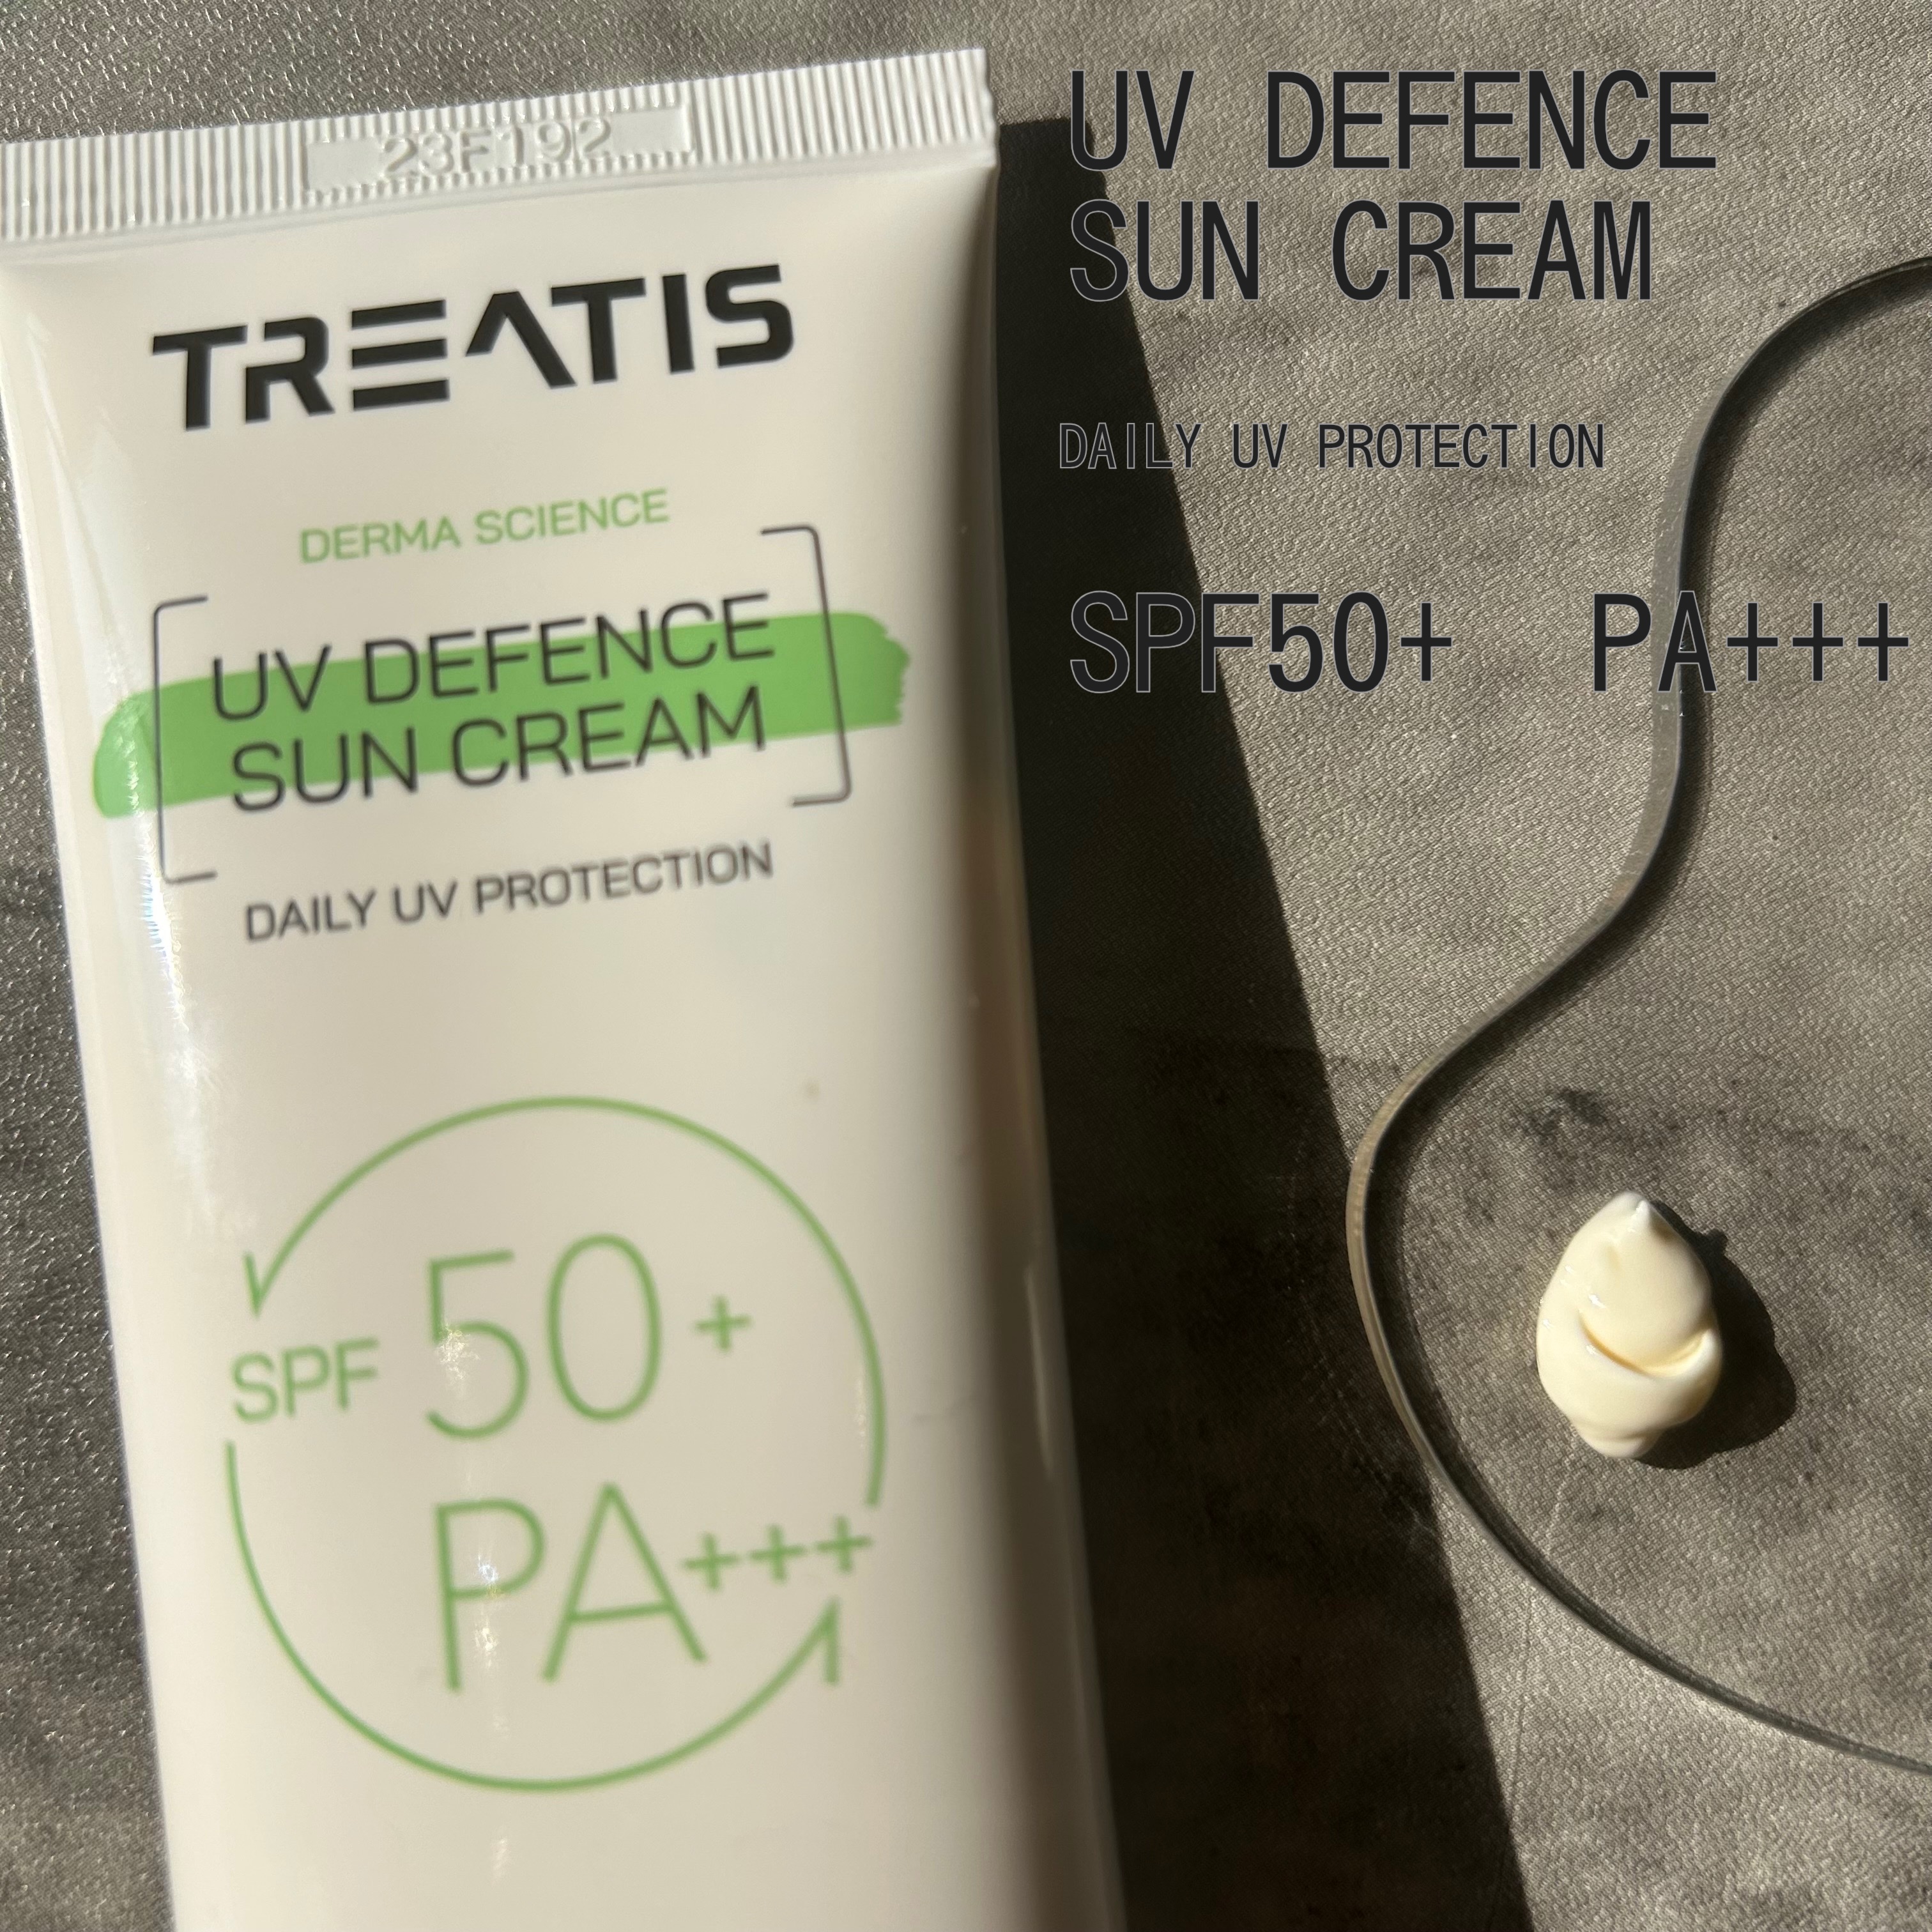 23F192
TREATIS
DERMA SCIENCE
UV DEFENCE
SUN CREAM
DAILY UV PROTECTION
SPF 50+
PA+++
UV DEFENCE
SUN CREAM
DAILY UV PROTECTION
SPF50+ PA+++